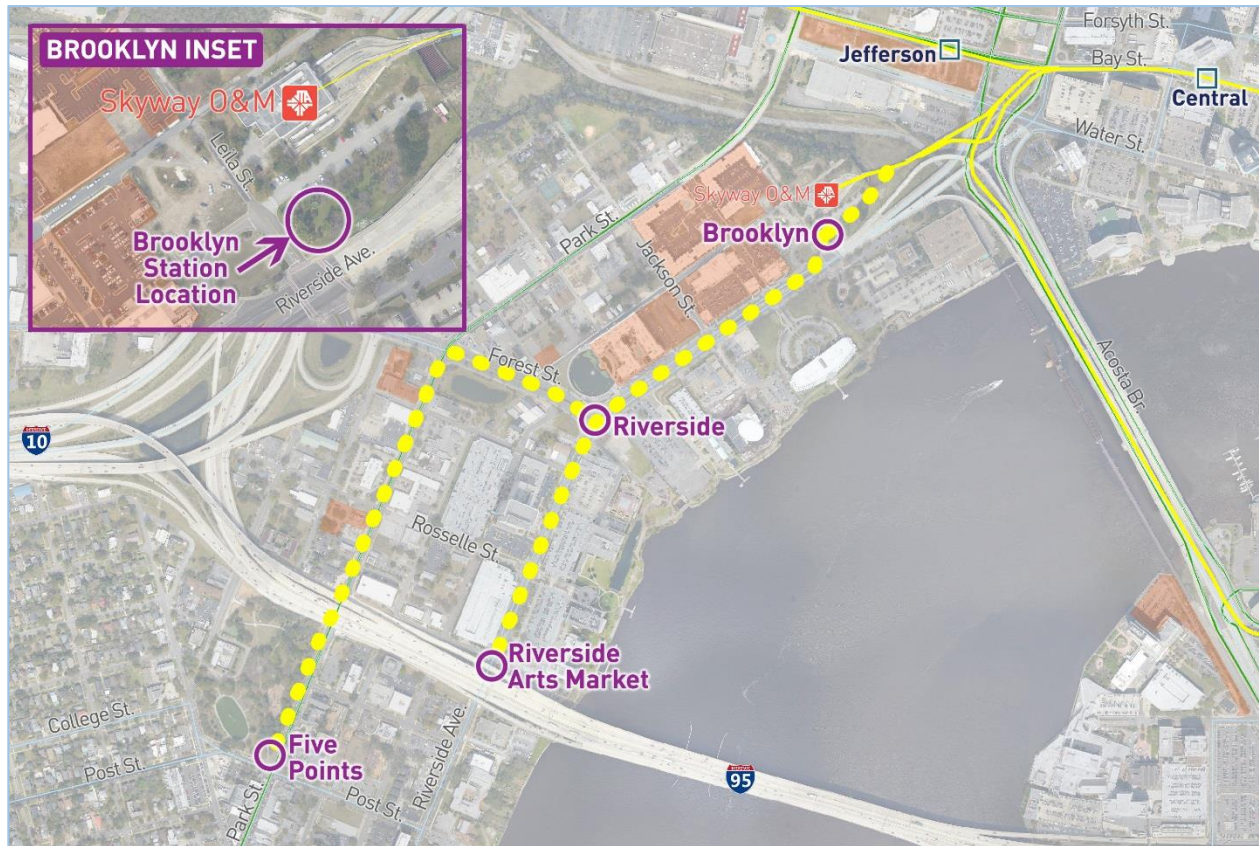 BROOKLYN INSET
Skyway O&M
Leila St.
Brooklyn
Station
Location
Riverside Ave.
Forsyth St.
Jefferson
Bay St.
Central
Water St.
Park St.
Skyway O&M
Brooklyn
Jackson St.
Acosta Br.
Forest St.
Riverside
10
Rosselle St.
Riverside
Arts Market
College St.
Five
Points
Post St.
Post St.
Riverside Ave.
Park St.
95